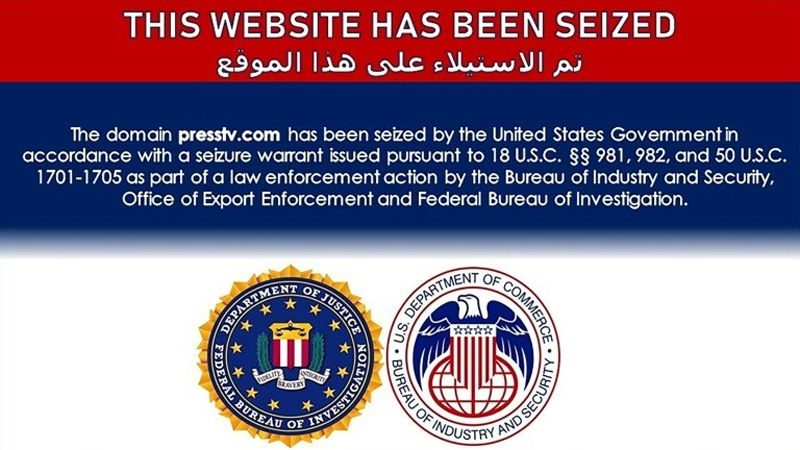 THIS WEBSITE HAS BEEN SEIZED
تم الاستيلاء على هذا الموقع
The domain presstv.com has been seized by the United States Government in
accordance with a seizure warrant issued pursuant to 18 U.S.C. §§ 981, 982, and 50 U.S.C.
1701-1705 as part of a law enforcement action by the Bureau of Industry and Security,
Office of Export Enforcement and Federal Bureau of Investigation.
DEPARTMENT OF JUSTICE
FEDERAL BUREAU OF INVESTIGATION
FIDELITY BRAVERY INTEGRITY
U.S. DEPARTMENT OF COMMERCE
BUREAU OF INDUSTRY AND SECURITY